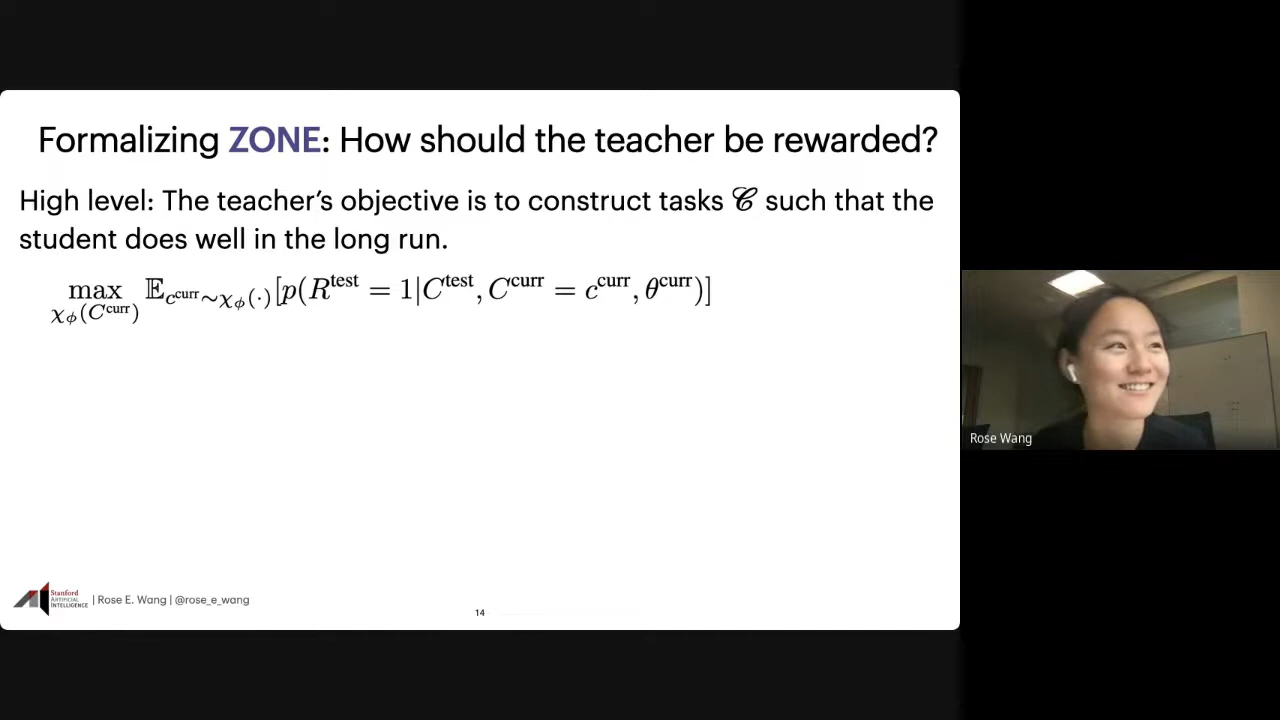 Formalizing ZONE: How should the teacher be rewarded?
High level: The teacher's objective is to construct tasks 𝒞 such that the
student does well in the long run.
max_{χ_ϕ(C^curr)} 𝔼_{c^curr∼χ_ϕ(·)}[p(R^test = 1|C^test, C^curr = c^curr, θ^curr)]
Stanford
ARTIFICIAL
INTELLIGENCE
| Rose E. Wang | @rose_e_wang
14
Rose Wang